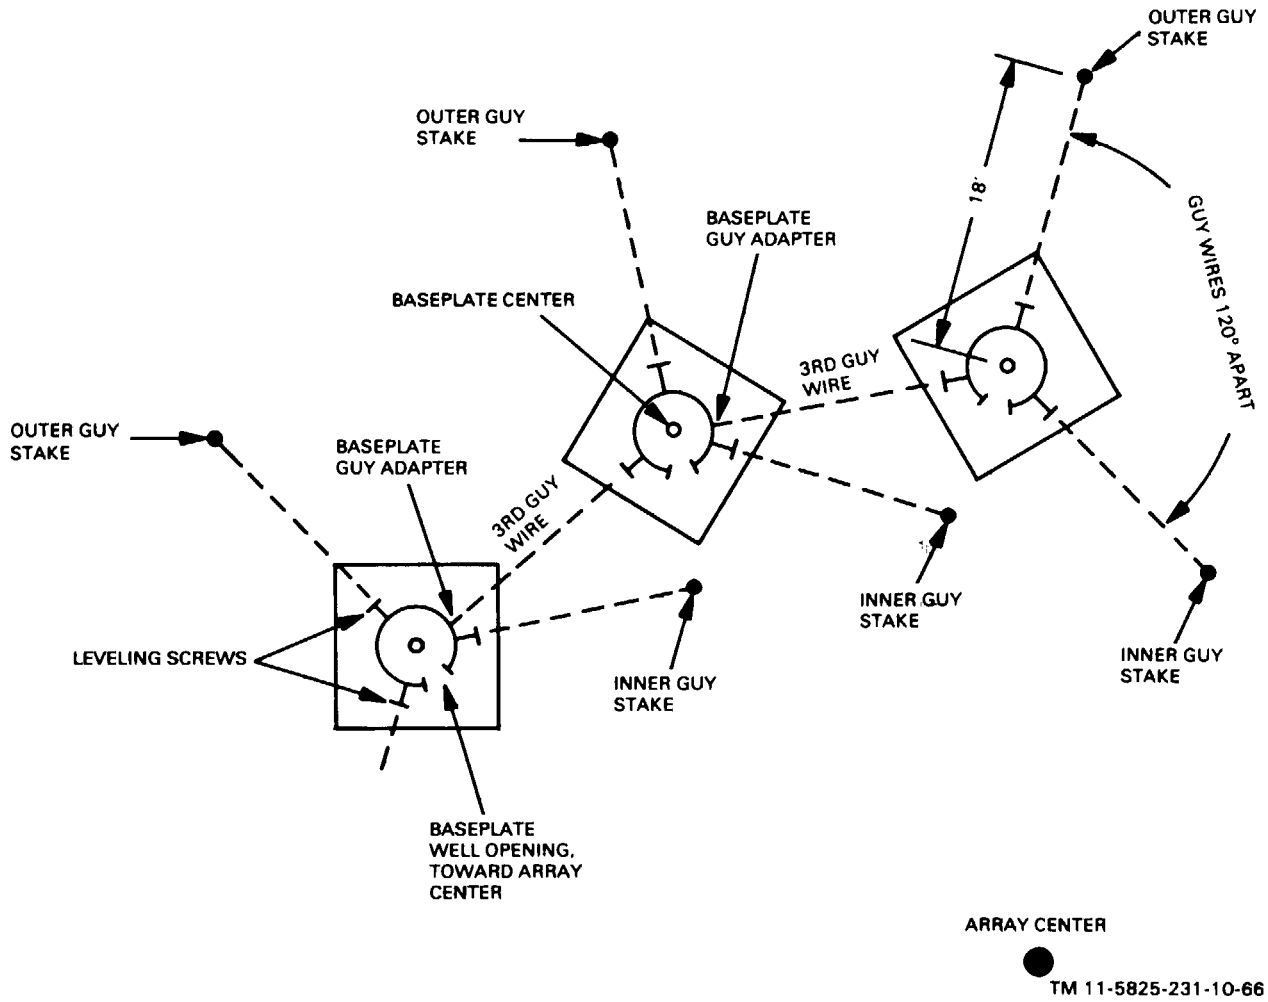 OUTER GUY
STAKE
OUTER GUY
STAKE
18'
BASEPLATE
GUY ADAPTER
GUY WIRES 120° APART
BASEPLATE CENTER
3RD GUY
WIRE
OUTER GUY
STAKE
BASEPLATE
GUY ADAPTER
3RD GUY
WIRE
INNER GUY
STAKE
LEVELING SCREWS
INNER GUY
STAKE
INNER GUY
STAKE
BASEPLATE
WELL OPENING,
TOWARD ARRAY
CENTER
ARRAY CENTER
TM 11-5825-231-10-66